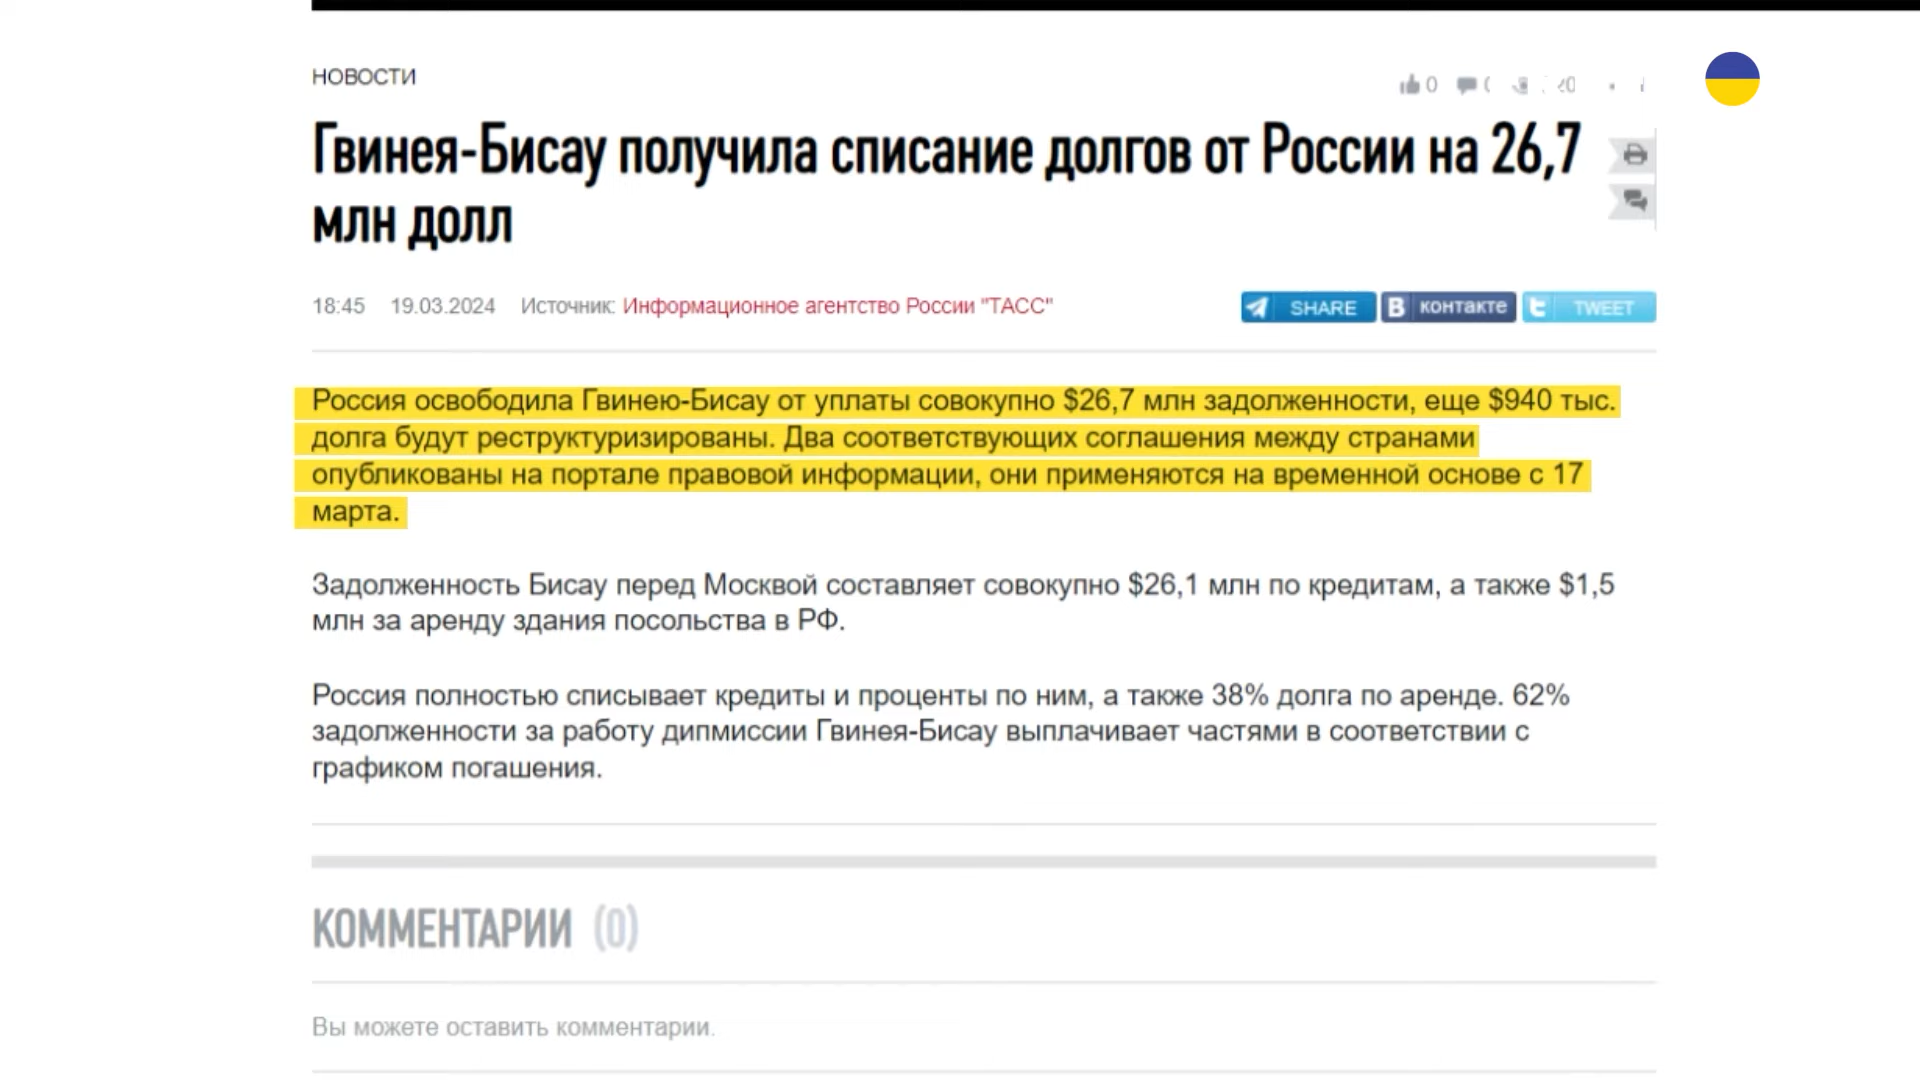 НОВОСТИ
0
Гвинея-Бисау получила списание долгов от России на 26,7
млн долл
18:45 19.03.2024 Источник: Информационное агентство России "ТАСС"
SHARE
В контакте
TWEET
Россия освободила Гвинею-Бисау от уплаты совокупно $26,7 млн задолженности, еще $940 тыс.
долга будут реструктуризированы. Два соответствующих соглашения между странами
опубликованы на портале правовой информации, они применяются на временной основе с 17
марта.
Задолженность Бисау перед Москвой составляет совокупно $26,1 млн по кредитам, а также $1,5
млн за аренду здания посольства в РФ.
Россия полностью списывает кредиты и проценты по ним, а также 38% долга по аренде. 62%
задолженности за работу дипмиссии Гвинея-Бисау выплачивает частями в соответствии с
графиком погашения.
КОММЕНТАРИИ (0)
Вы можете оставить комментарии.